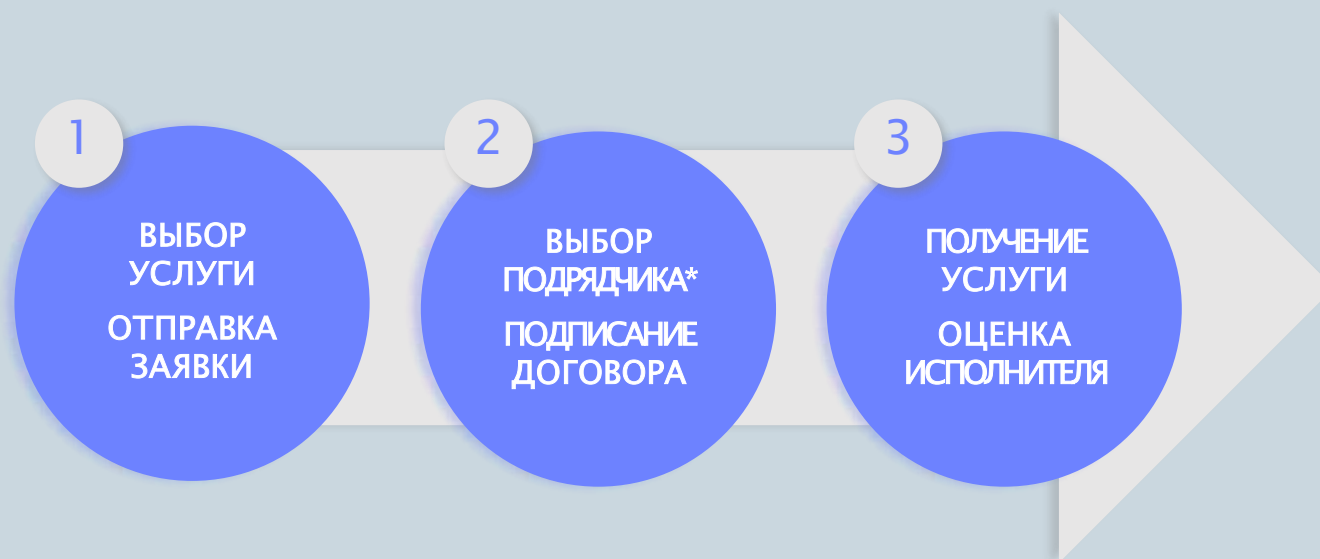 1
ВЫБОР
УСЛУГИ
ОТПРАВКА
ЗАЯВКИ
2
ВЫБОР
ПОДРЯДЧИКА*
ПОДПИСАНИЕ
ДОГОВОРА
3
ПОЛУЧЕНИЕ
УСЛУГИ
ОЦЕНКА
ИСПОЛНИТЕЛЯ